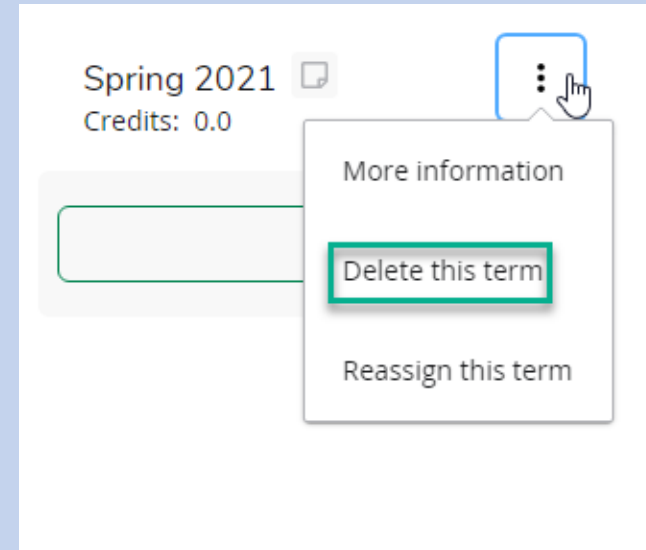 Spring 2021
Credits: 0.0
More information
Delete this term
Reassign this term